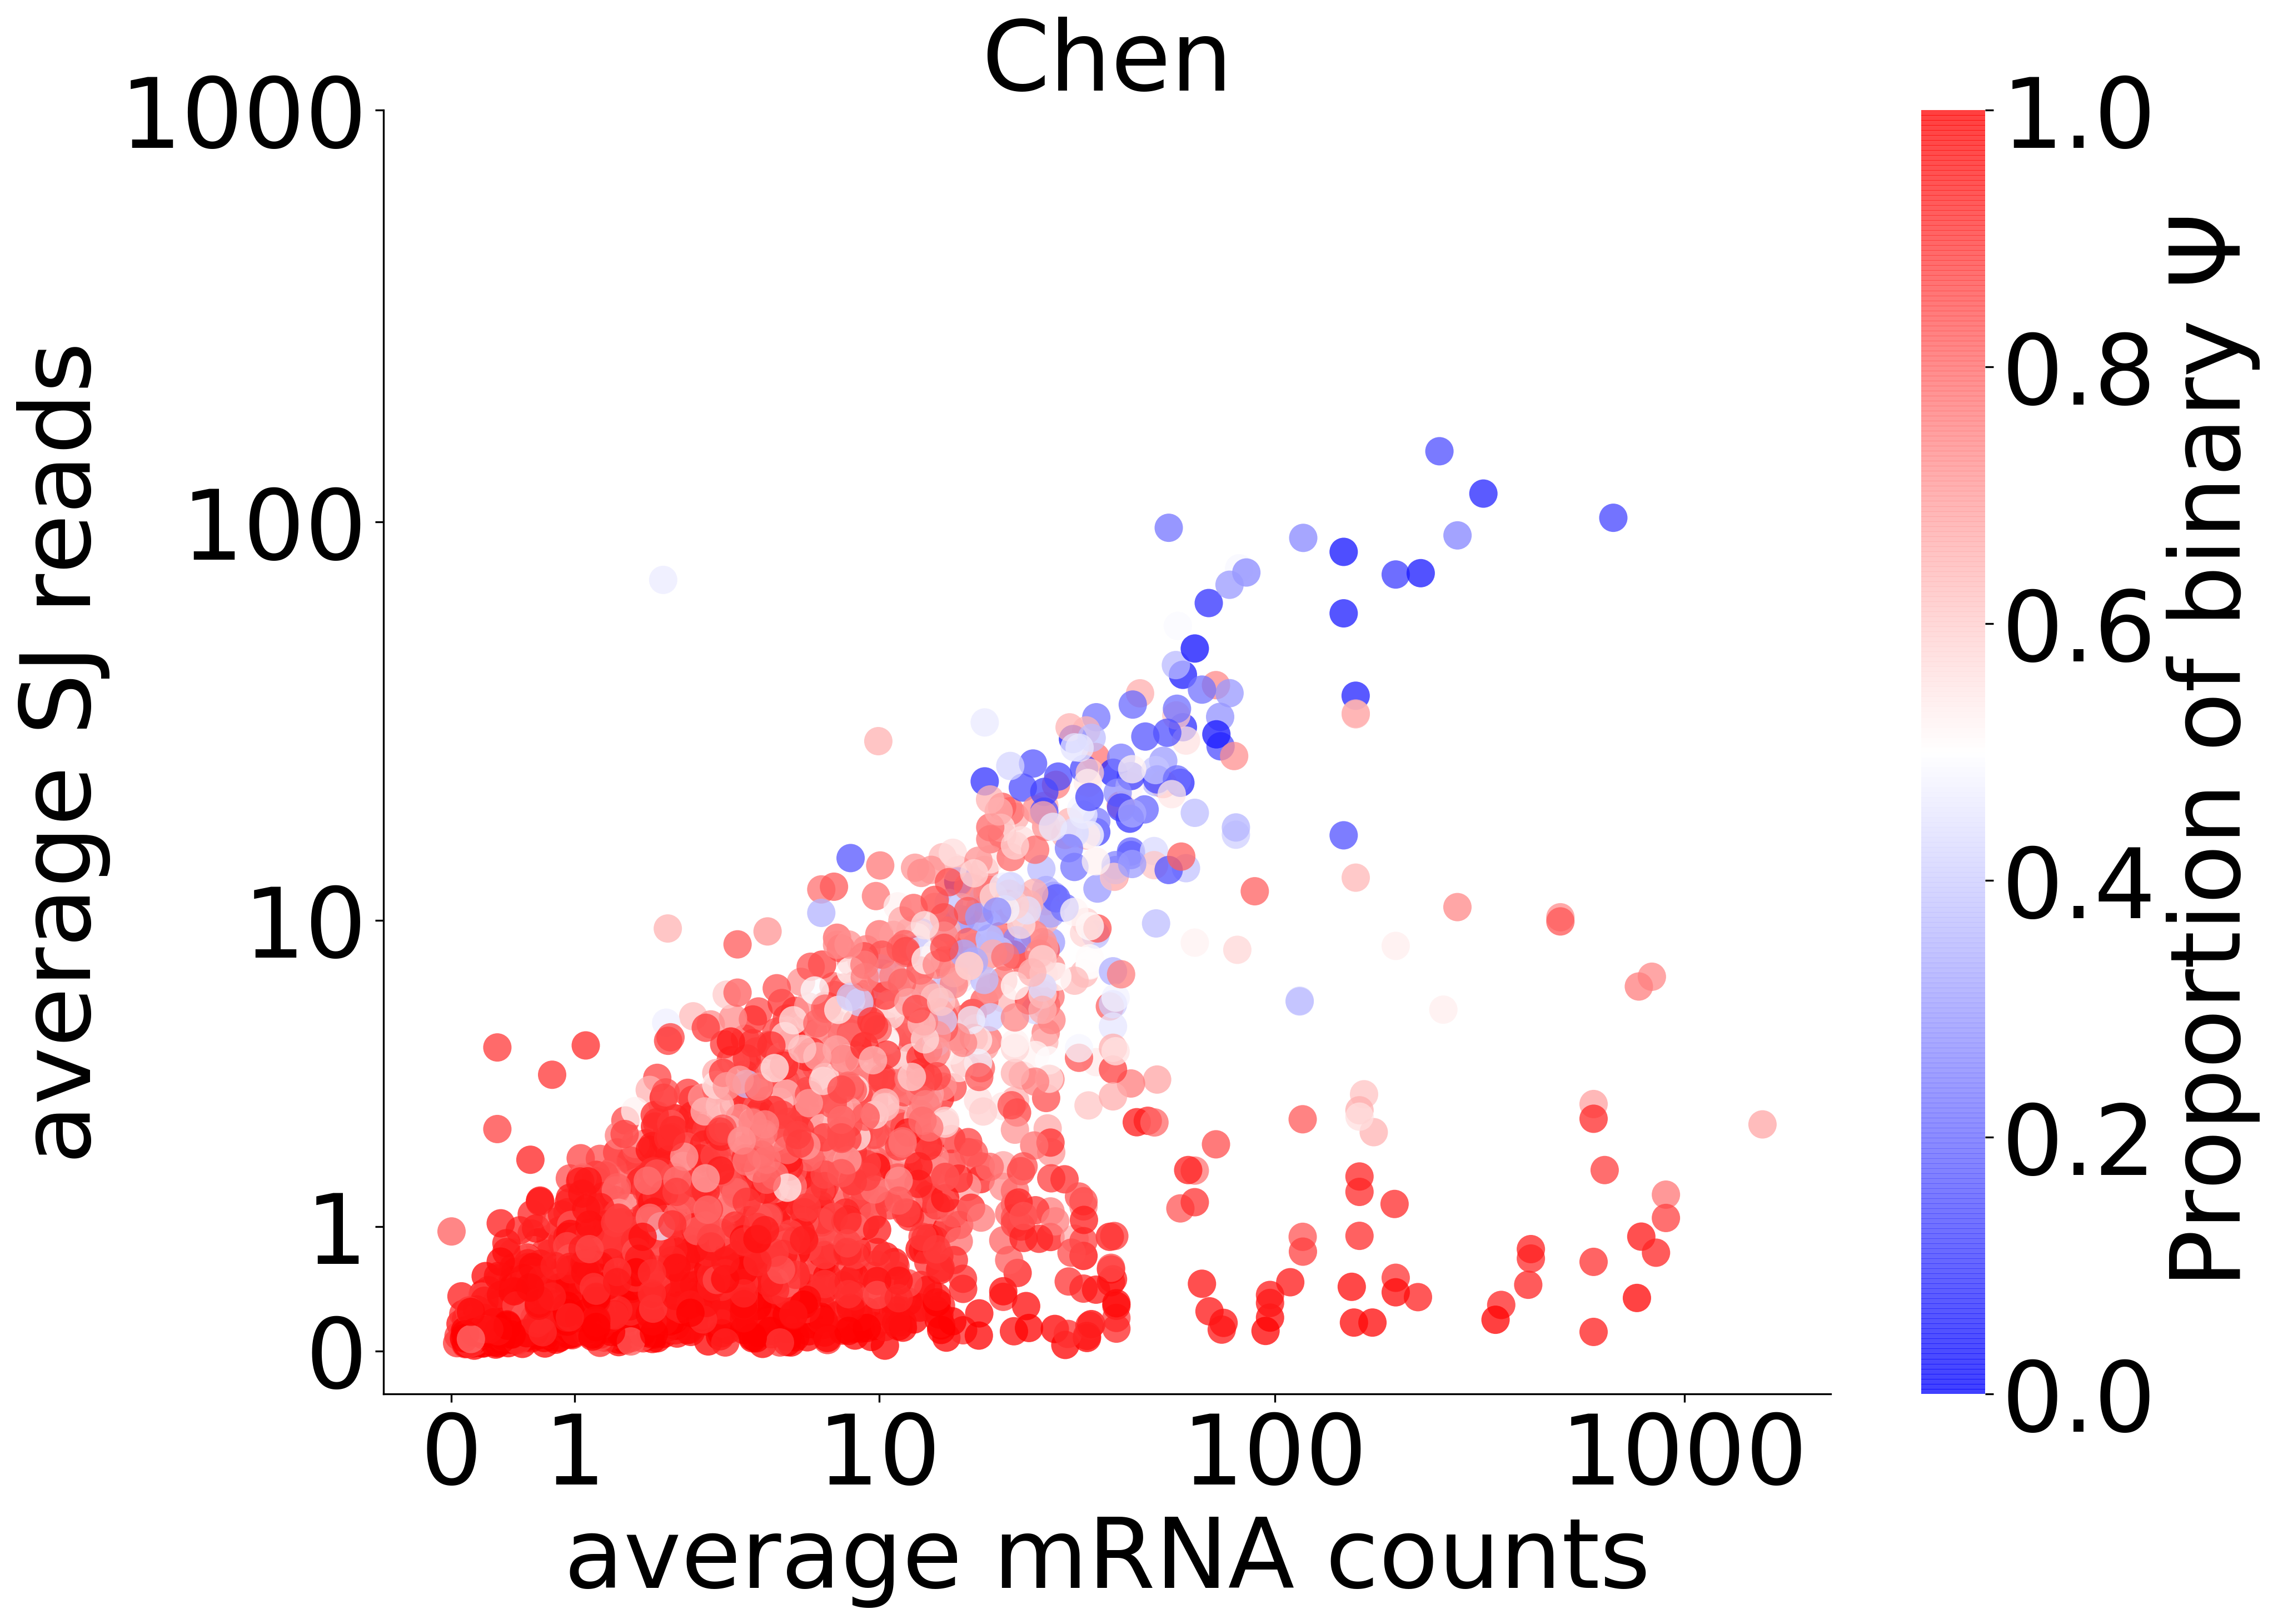 Chen
1000
100
10
1
0
average SJ reads
0 1 10 100 1000
average mRNA counts
1.0
0.8
0.6
0.4
0.2
0.0
Proportion of binary Ψ